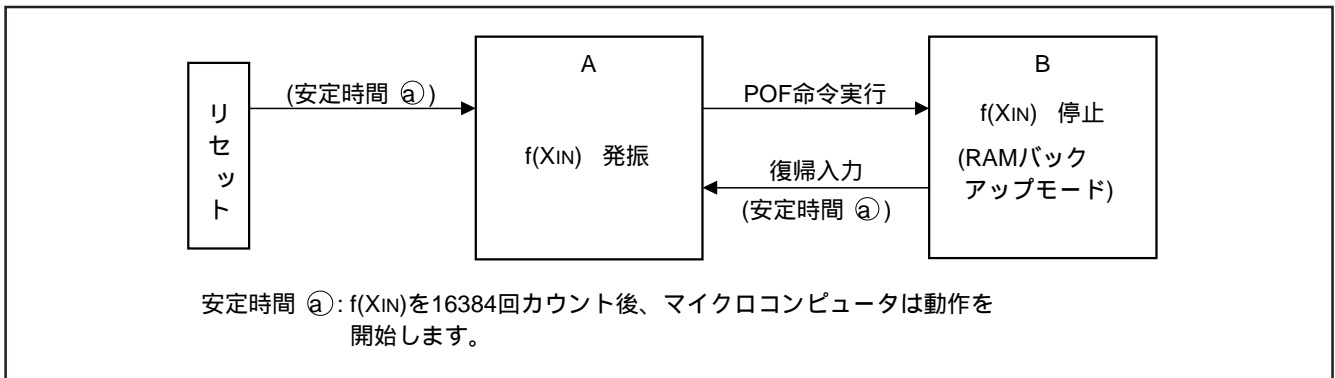 リセット
(安定時間 ⓐ)
A
f(XIN) 発振
POF命令実行
復帰入力
(安定時間 ⓐ)
B
f(XIN) 停止
(RAMバック
アップモード)
安定時間 ⓐ: f(XIN)を16384回カウント後、マイクロコンピュータは動作を
開始します。